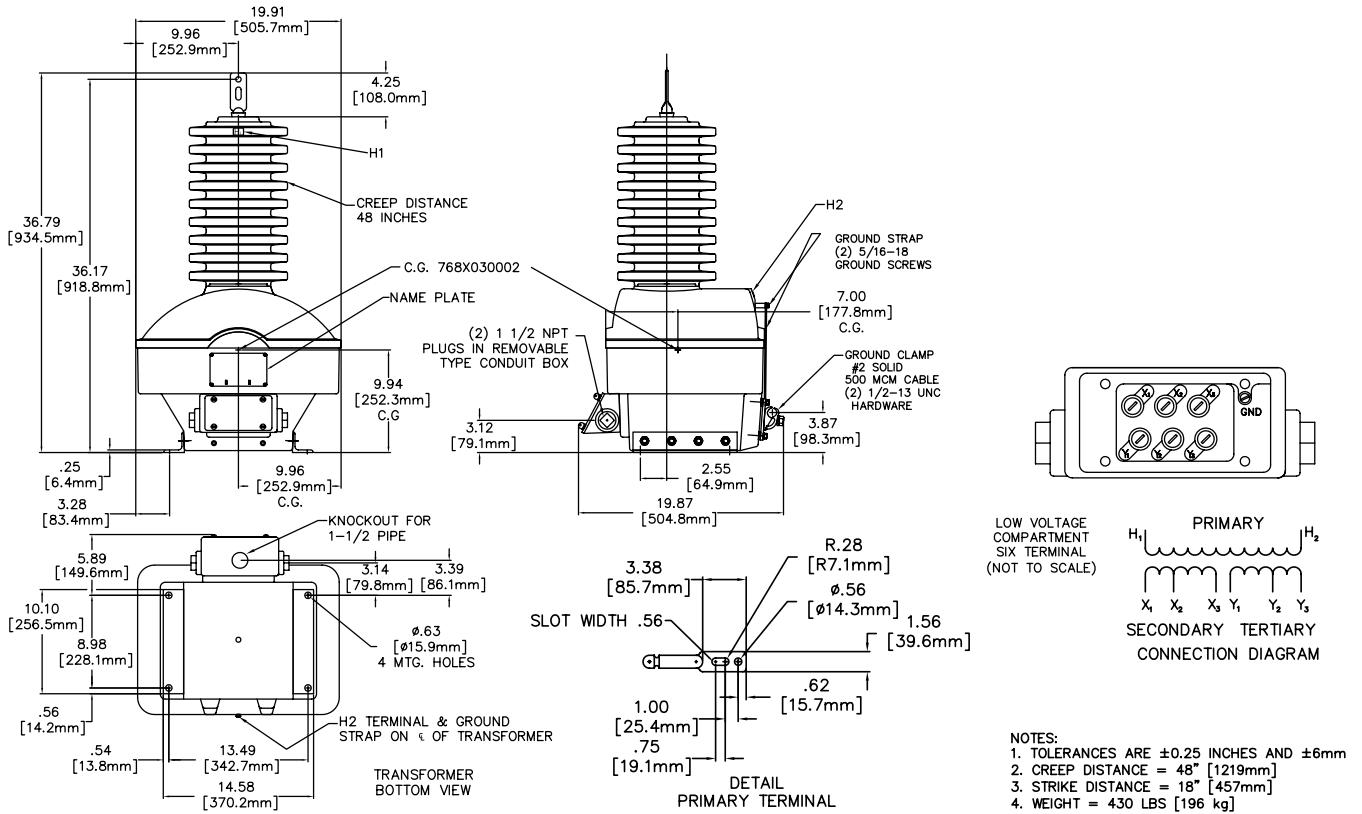 19.91
[505.7mm]
9.96
[252.9mm]
4.25
[108.0mm]
H1
CREEP DISTANCE
48 INCHES
36.79
[934.5mm]
36.17
[918.8mm]
C.G. 768X030002
NAME PLATE
9.94
[252.3mm]
C.G
.25
[6.4mm]
9.96
[252.9mm]
C.G.
3.28
[83.4mm]
H2
GROUND STRAP
(2) 5/16-18
GROUND SCREWS
7.00
[177.8mm]
C.G.
(2) 1 1/2 NPT
PLUGS IN REMOVABLE
TYPE CONDUIT BOX
GROUND CLAMP
#2 SOLID
500 MCM CABLE
(2) 1/2-13 UNC
HARDWARE
3.12
[79.1mm]
3.87
[98.3mm]
2.55
[64.9mm]
19.87
[504.8mm]
X1 X2 X3
GND
Y1 Y2 Y3
LOW VOLTAGE
COMPARTMENT
SIX TERMINAL
(NOT TO SCALE)
PRIMARY
H1 H2
X1 X2 X3 Y1 Y2 Y3
SECONDARY TERTIARY
CONNECTION DIAGRAM
KNOCKOUT FOR
1-1/2 PIPE
5.89
[149.6mm]
3.14
[79.8mm]
3.39
[86.1mm]
10.10
[256.5mm]
8.98
[228.1mm]
ø.63
[ø15.9mm]
4 MTG. HOLES
.56
[14.2mm]
H2 TERMINAL & GROUND
STRAP ON ℄ OF TRANSFORMER
.54
[13.8mm]
13.49
[342.7mm]
14.58
[370.2mm]
TRANSFORMER
BOTTOM VIEW
3.38
[85.7mm]
R.28
[R7.1mm]
ø.56
[ø14.3mm]
SLOT WIDTH .56
1.56
[39.6mm]
.62
[15.7mm]
1.00
[25.4mm]
.75
[19.1mm]
DETAIL
PRIMARY TERMINAL
NOTES:
1. TOLERANCES ARE ±0.25 INCHES AND ±6mm
2. CREEP DISTANCE = 48" [1219mm]
3. STRIKE DISTANCE = 18" [457mm]
4. WEIGHT = 430 LBS [196 kg]